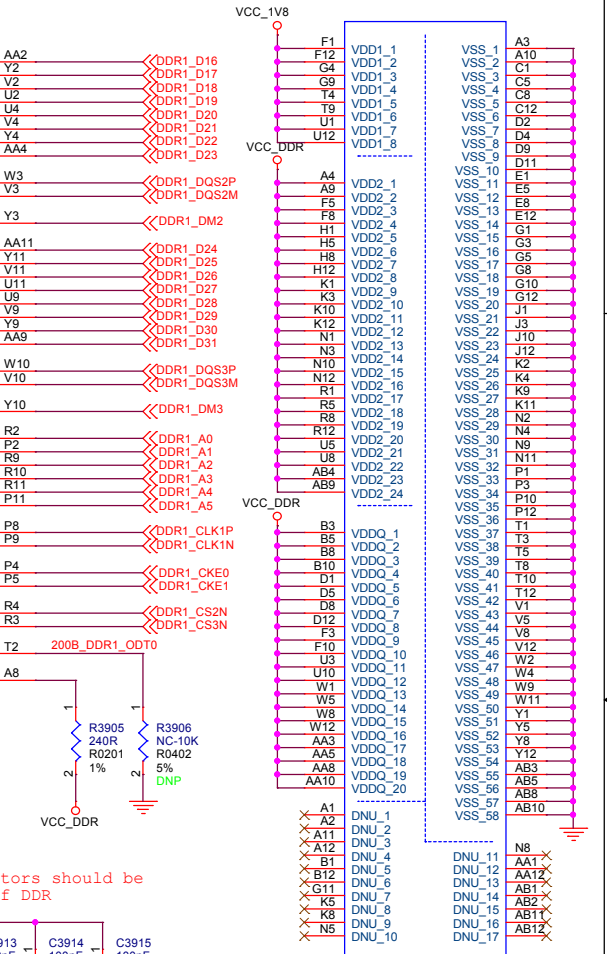 AA2 DDR1_D16
Y2 DDR1_D17
V2 DDR1_D18
U2 DDR1_D19
U4 DDR1_D20
V4 DDR1_D21
Y4 DDR1_D22
AA4 DDR1_D23
W3 DDR1_DQS2P
V3 DDR1_DQS2M
Y3 DDR1_DM2
AA11 DDR1_D24
Y11 DDR1_D25
V11 DDR1_D26
U11 DDR1_D27
U9 DDR1_D28
V9 DDR1_D29
Y9 DDR1_D30
AA9 DDR1_D31
W10 DDR1_DQS3P
V10 DDR1_DQS3M
Y10 DDR1_DM3
R2 DDR1_A0
P2 DDR1_A1
R9 DDR1_A2
R10 DDR1_A3
R11 DDR1_A4
P11 DDR1_A5
P8 DDR1_CLK1P
P9 DDR1_CLK1N
P4 DDR1_CKE0
P5 DDR1_CKE1
R4 DDR1_CS2N
R3 DDR1_CS3N
T2 200B_DDR1_ODT0
A8
1
R3905
240R
R0201
1%
2
VCC_DDR
1
R3906
NC-10K
R0402
5%
DNP
2
tors should be
f DDR
C3914
C3915
VCC_1V8
F1 VDD1_1
F12 VDD1_2
G4 VDD1_3
G9 VDD1_4
T4 VDD1_5
T9 VDD1_6
U1 VDD1_7
U12 VDD1_8
VCC_DDR
A4 VDD2_1
A9 VDD2_2
F5 VDD2_3
F8 VDD2_4
H1 VDD2_5
H5 VDD2_6
H8 VDD2_7
H12 VDD2_8
K1 VDD2_9
K3 VDD2_10
K10 VDD2_11
K12 VDD2_12
N1 VDD2_13
N3 VDD2_14
N10 VDD2_15
N12 VDD2_16
R1 VDD2_17
R5 VDD2_18
R8 VDD2_19
R12 VDD2_20
U5 VDD2_21
U8 VDD2_22
AB4 VDD2_23
AB9 VDD2_24
VCC_DDR
B3 VDDQ_1
B5 VDDQ_2
B8 VDDQ_3
B10 VDDQ_4
D1 VDDQ_5
D5 VDDQ_6
D8 VDDQ_7
D12 VDDQ_8
F3 VDDQ_9
F10 VDDQ_10
U3 VDDQ_11
U10 VDDQ_12
W1 VDDQ_13
W5 VDDQ_14
W8 VDDQ_15
W12 VDDQ_16
AA3 VDDQ_17
AA5 VDDQ_18
AA8 VDDQ_19
AA10 VDDQ_20
A1 DNU_1
A2 DNU_2
A11 DNU_3
A12 DNU_4
B1 DNU_5
B12 DNU_6
G11 DNU_7
K5 DNU_8
K8 DNU_9
N5 DNU_10
VSS_1 A3
VSS_2 A10
VSS_3 C1
VSS_4 C5
VSS_5 C8
VSS_6 C12
VSS_7 D2
VSS_8 D4
VSS_9 D9
VSS_10 D11
VSS_11 E1
VSS_12 E5
VSS_13 E8
VSS_14 E12
VSS_15 G1
VSS_16 G3
VSS_17 G5
VSS_18 G8
VSS_19 G10
VSS_20 G12
VSS_21 J1
VSS_22 J3
VSS_23 J10
VSS_24 J12
VSS_25 K2
VSS_26 K4
VSS_27 K9
VSS_28 K11
VSS_29 N2
VSS_30 N4
VSS_31 N9
VSS_32 N11
VSS_33 P1
VSS_34 P3
VSS_35 P10
VSS_36 P12
VSS_37 T1
VSS_38 T3
VSS_39 T5
VSS_40 T8
VSS_41 T10
VSS_42 T12
VSS_43 V1
VSS_44 V5
VSS_45 V8
VSS_46 V12
VSS_47 W2
VSS_48 W4
VSS_49 W9
VSS_50 W11
VSS_51 Y1
VSS_52 Y5
VSS_53 Y8
VSS_54 Y12
VSS_55 AB3
VSS_56 AB5
VSS_57 AB8
VSS_58 AB10
DNU_11 N8
DNU_12 AA1
DNU_13 AA12
DNU_14 AB1
DNU_15 AB2
DNU_16 AB11
DNU_17 AB12